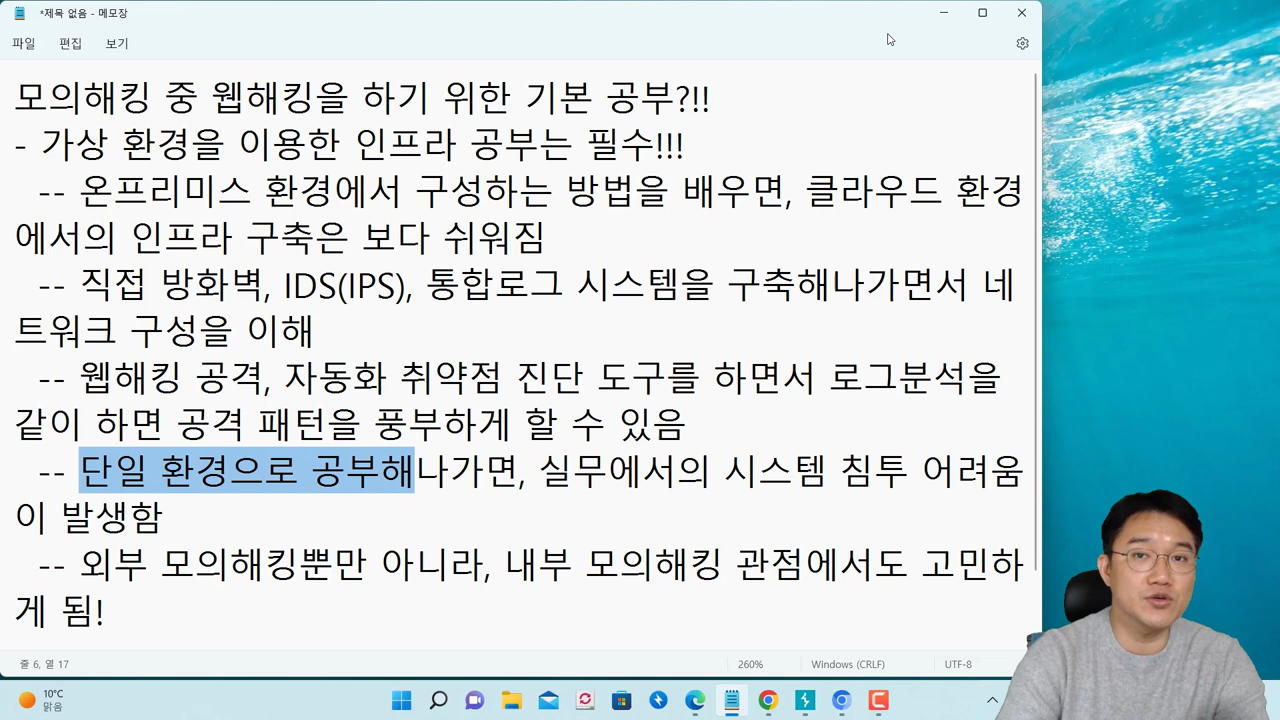 *제목 없음 - 메모장
파일 편집 보기
모의해킹 중 웹해킹을 하기 위한 기본 공부?!!
- 가상 환경을 이용한 인프라 공부는 필수!!!
-- 온프리미스 환경에서 구성하는 방법을 배우면, 클라우드 환경
에서의 인프라 구축은 보다 쉬워짐
-- 직접 방화벽, IDS(IPS), 통합로그 시스템을 구축해나가면서 네
트워크 구성을 이해
-- 웹해킹 공격, 자동화 취약점 진단 도구를 하면서 로그분석을
같이 하면 공격 패턴을 풍부하게 할 수 있음
-- 단일 환경으로 공부해나가면, 실무에서의 시스템 침투 어려움
이 발생함
-- 외부 모의해킹뿐만 아니라, 내부 모의해킹 관점에서도 고민하
게 됨!
줄 6, 열 17 260% Windows (CRLF) UTF-8
10°C
맑음